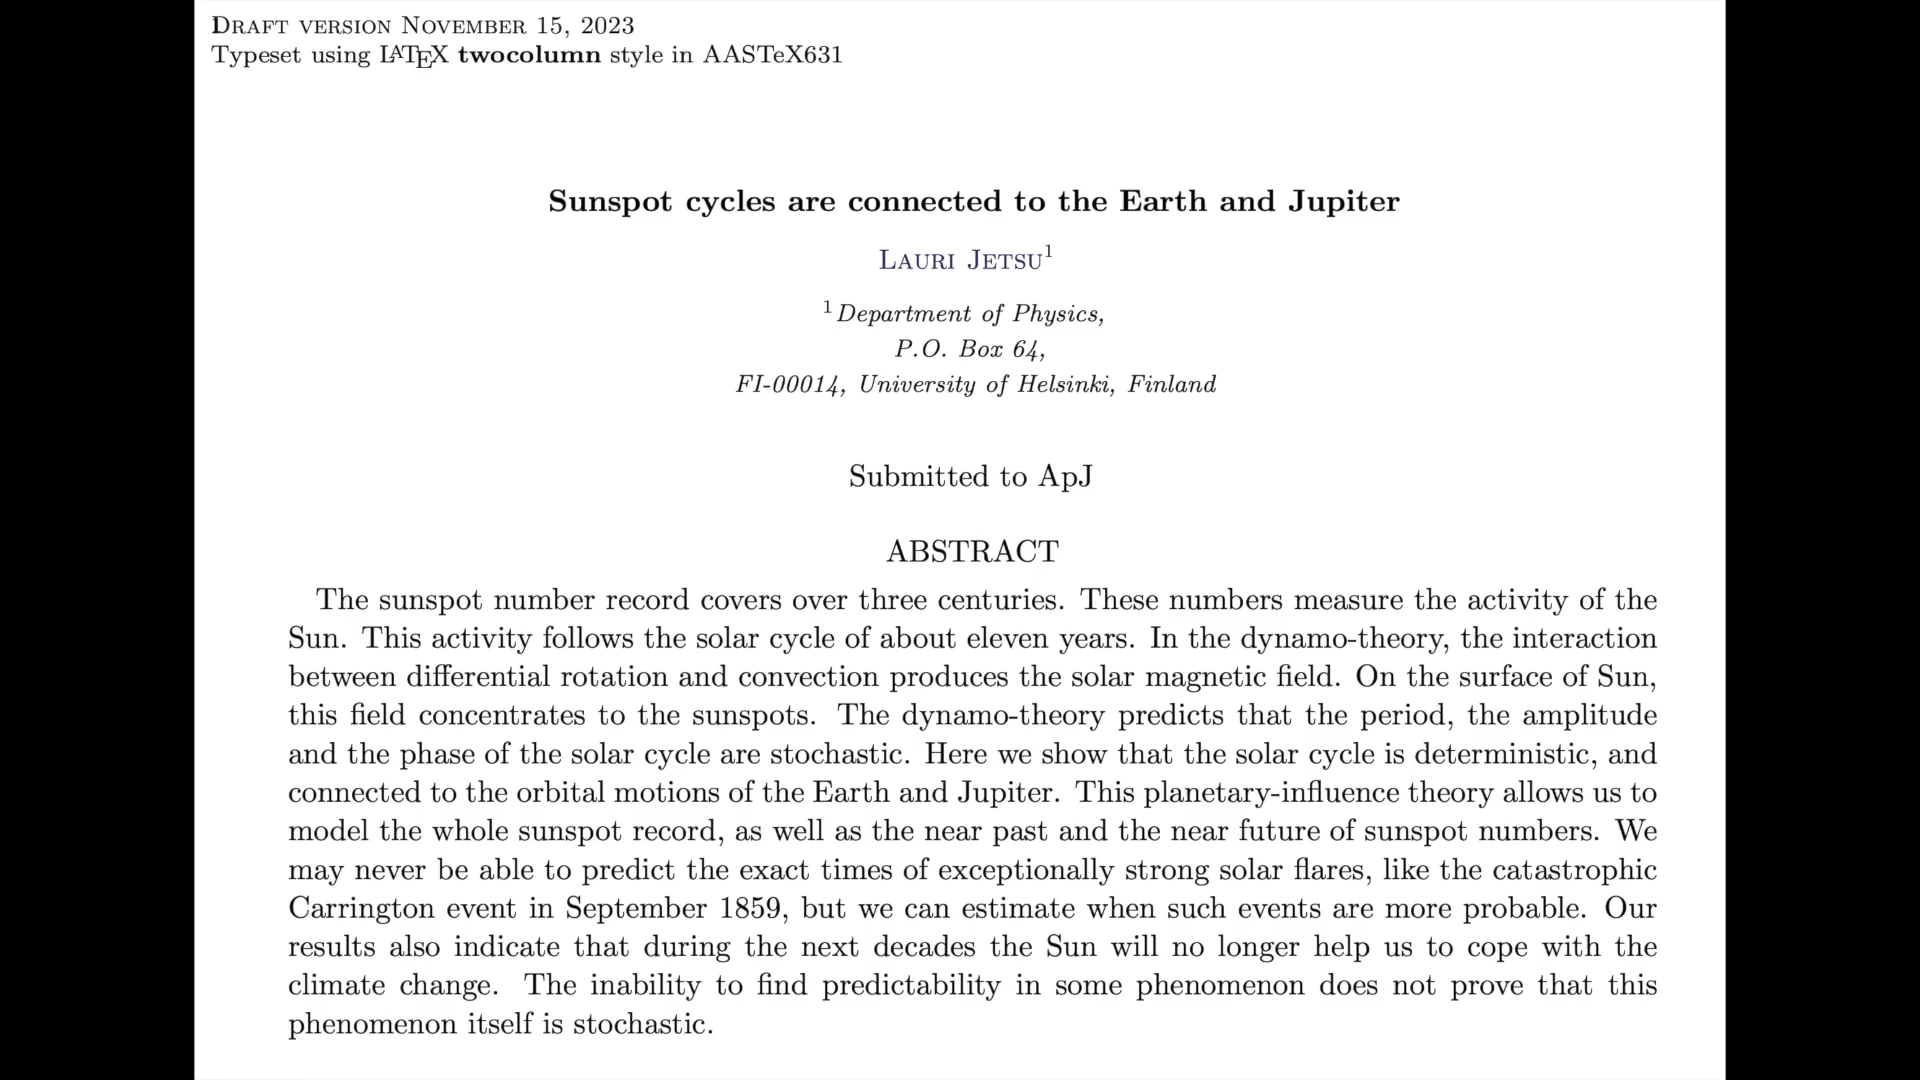 DRAFT VERSION NOVEMBER 15, 2023
Typeset using LATEX twocolumn style in AASTeX631
Sunspot cycles are connected to the Earth and Jupiter
LAURI JETSU1
1Department of Physics,
P.O. Box 64,
FI-00014, University of Helsinki, Finland
Submitted to ApJ
ABSTRACT
The sunspot number record covers over three centuries. These numbers measure the activity of the
Sun. This activity follows the solar cycle of about eleven years. In the dynamo-theory, the interaction
between differential rotation and convection produces the solar magnetic field. On the surface of Sun,
this field concentrates to the sunspots. The dynamo-theory predicts that the period, the amplitude
and the phase of the solar cycle are stochastic. Here we show that the solar cycle is deterministic, and
connected to the orbital motions of the Earth and Jupiter. This planetary-influence theory allows us to
model the whole sunspot record, as well as the near past and the near future of sunspot numbers. We
may never be able to predict the exact times of exceptionally strong solar flares, like the catastrophic
Carrington event in September 1859, but we can estimate when such events are more probable. Our
results also indicate that during the next decades the Sun will no longer help us to cope with the
climate change. The inability to find predictability in some phenomenon does not prove that this
phenomenon itself is stochastic.